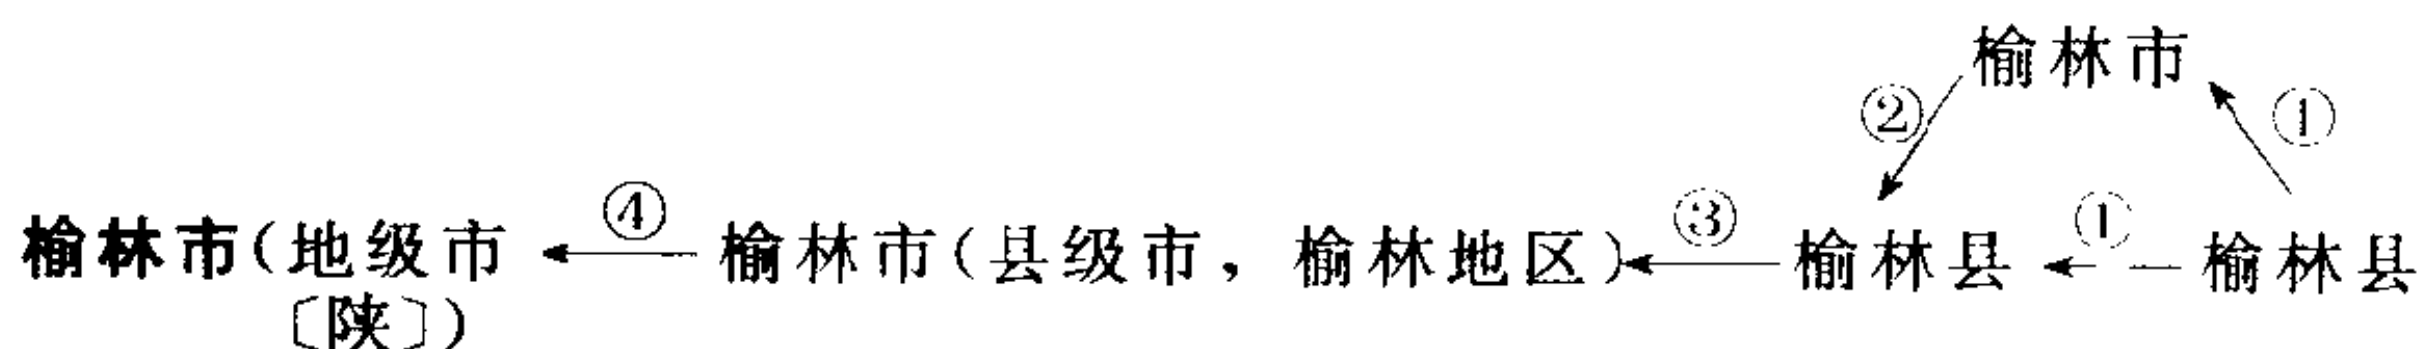 榆林市
② ①
榆林市(地级市 ④ 榆林市(县级市，榆林地区) ③ 榆林县 ① 榆林县
〔陕〕)